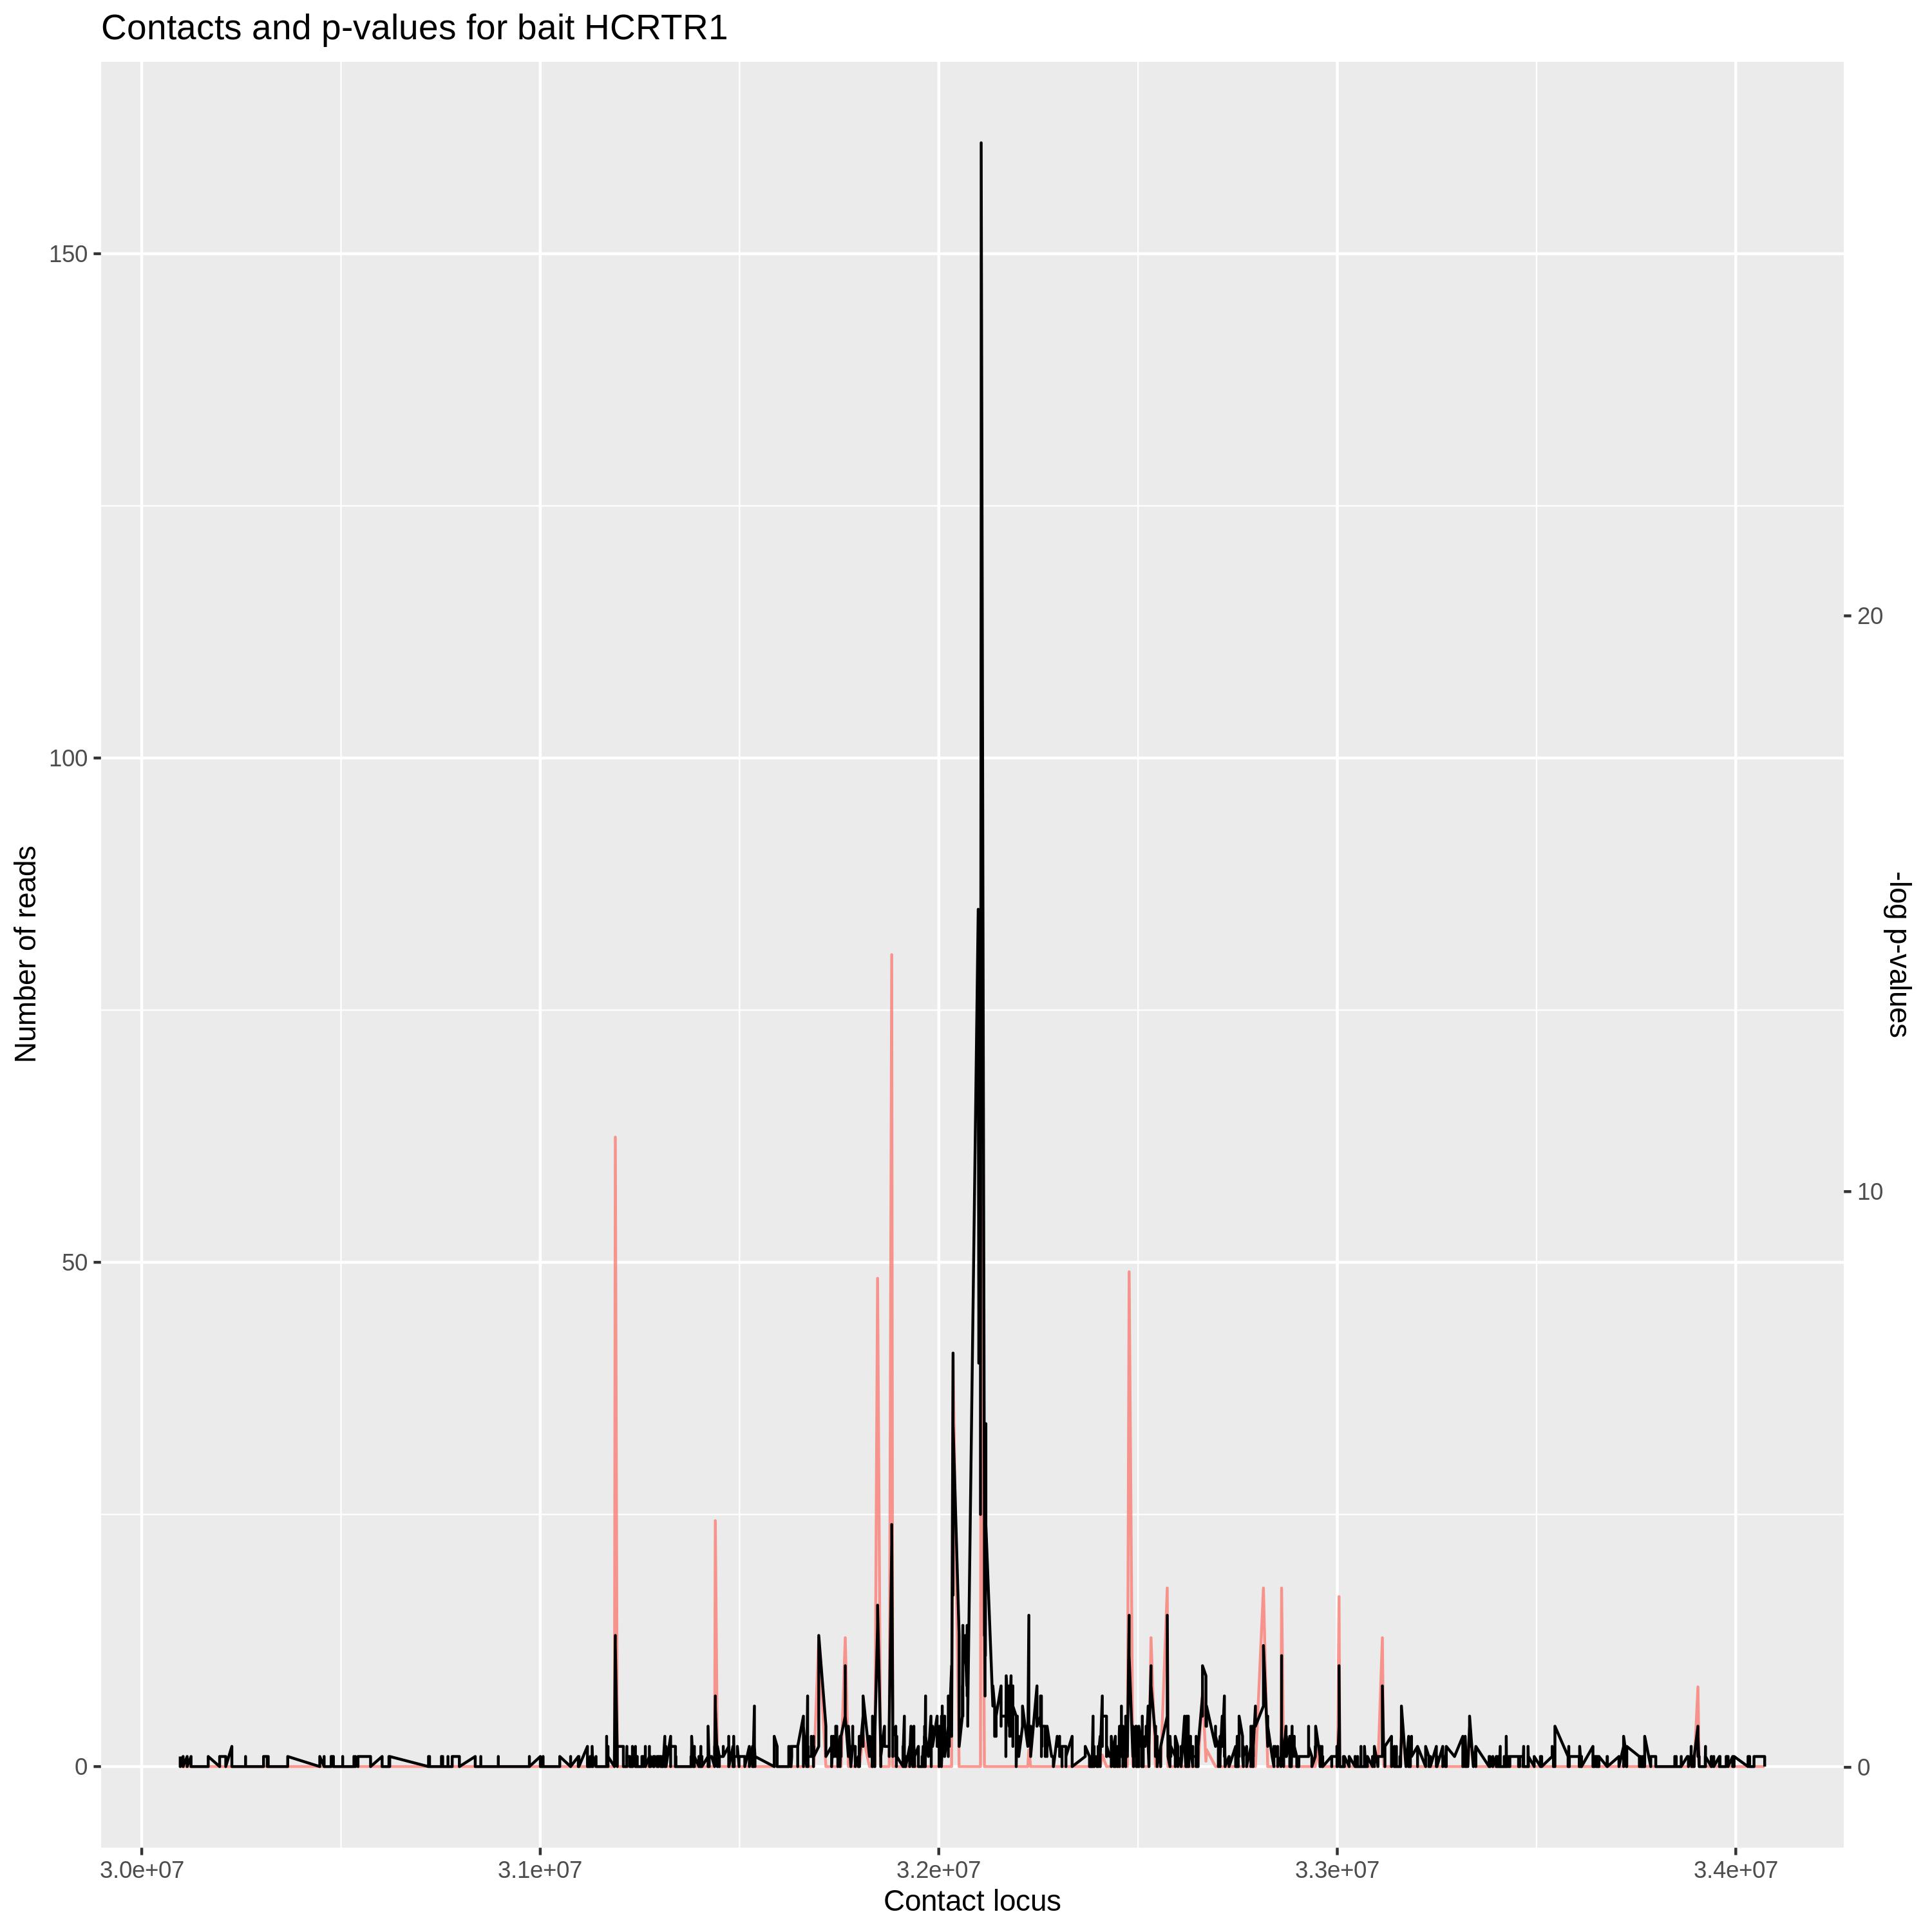 Contacts and p-values for bait HCRTR1
150
100
50
0
Number of reads
20
10
0
-log p-values
3.0e+07
3.1e+07
3.2e+07
3.3e+07
3.4e+07
Contact locus